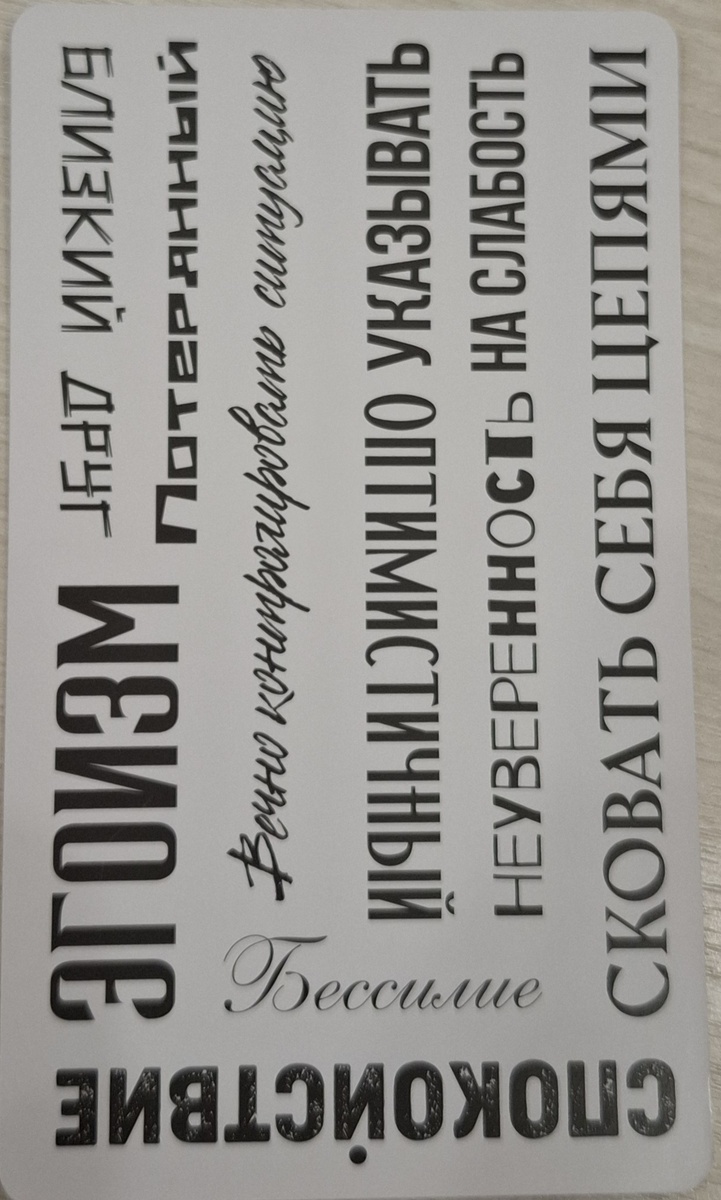 СПОКОЙСТВИЕ
ЭГОИЗМ
БЛИЗКИЙ ДРУГ
Потерянный
Бессилие
Вечно контролировать ситуацию
ОПТИМИСТИЧНЫЙ
УКАЗЫВАТЬ
НА СЛАБОСТЬ
НЕУВЕРЕННОСТЬ
СКОВАТЬ СЕБЯ ЦЕПЯМИ